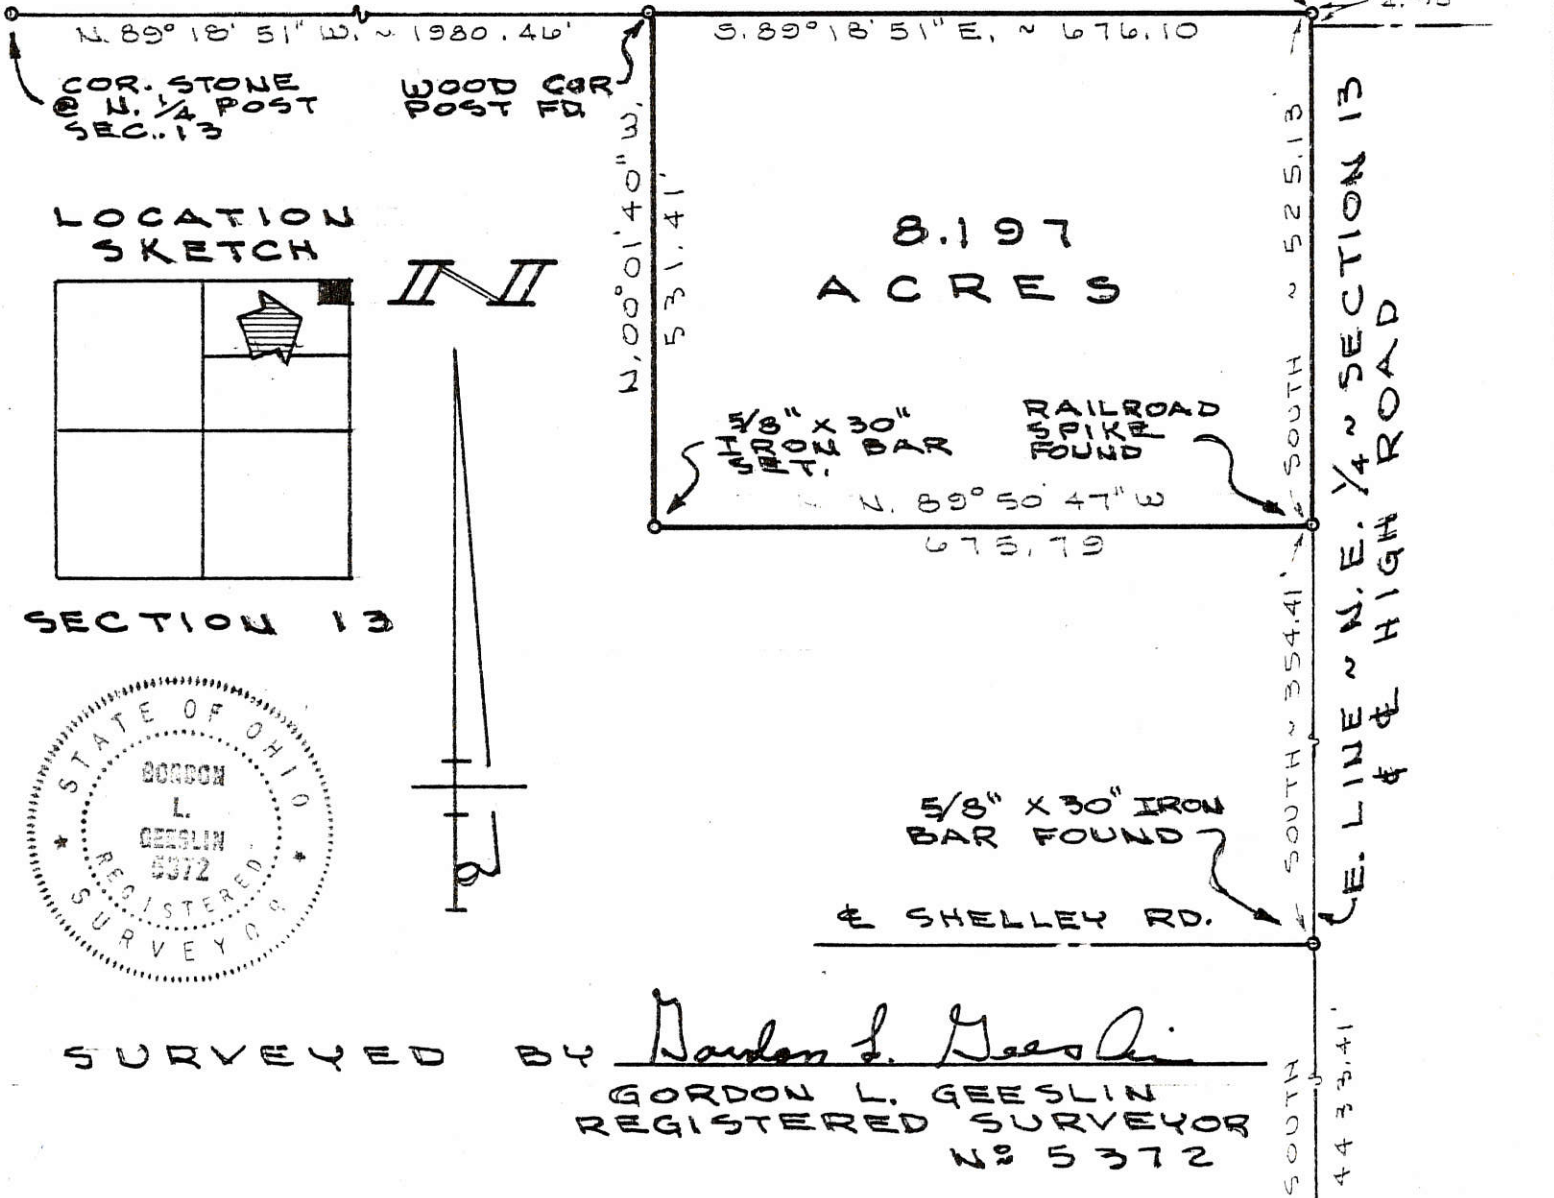 N. 89° 18' 51" W. ~ 1980.46'
S. 89° 18' 51" E. ~ 676.10
COR. STONE
@ N. 1/4 POST
SEC. 13
WOOD COR
POST FD.
N. 00° 01' 40" W.
531.41'
8.197
ACRES
SOUTH ~ 525.13'
E. LINE ~ N.E. 1/4 ~ SECTION 13
& ℄ HIGH ROAD
LOCATION
SKETCH
N
5/8" X 30"
IRON BAR
SET.
RAILROAD
SPIKE
FOUND
N. 89° 50' 47" W
675.79
SECTION 13
SOUTH ~ 354.41'
STATE OF OHIO
GORDON
L.
GEESLIN
5372
REGISTERED
SURVEYOR
5/8" X 30" IRON
BAR FOUND
℄ SHELLEY RD.
SURVEYED BY Gordon L. Geeslin
GORDON L. GEESLIN
REGISTERED SURVEYOR
Nº 5372
SOUTH
4433.41'